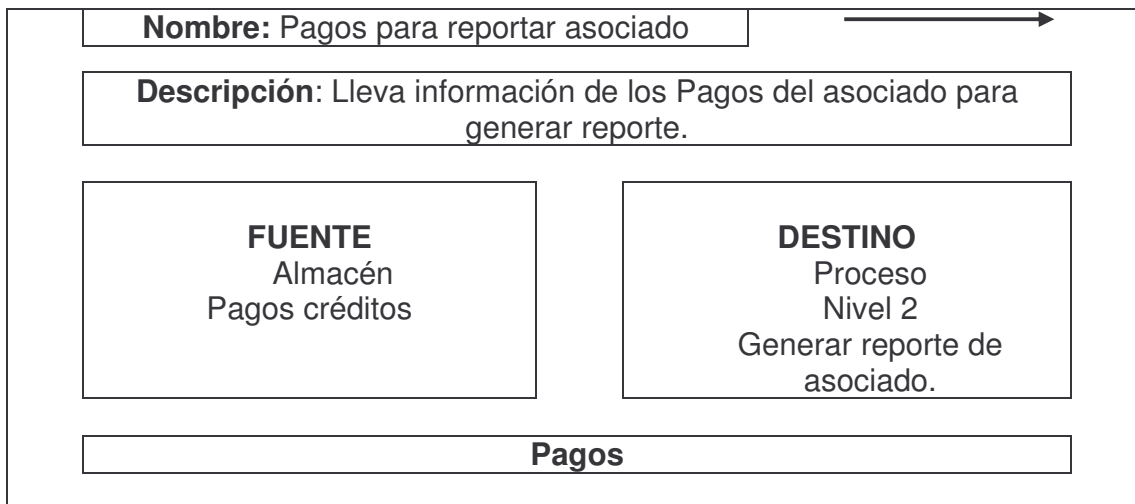 Nombre: Pagos para reportar asociado
Descripción: Lleva información de los Pagos del asociado para
generar reporte.
FUENTE
Almacén
Pagos créditos
DESTINO
Proceso
Nivel 2
Generar reporte de
asociado.
Pagos